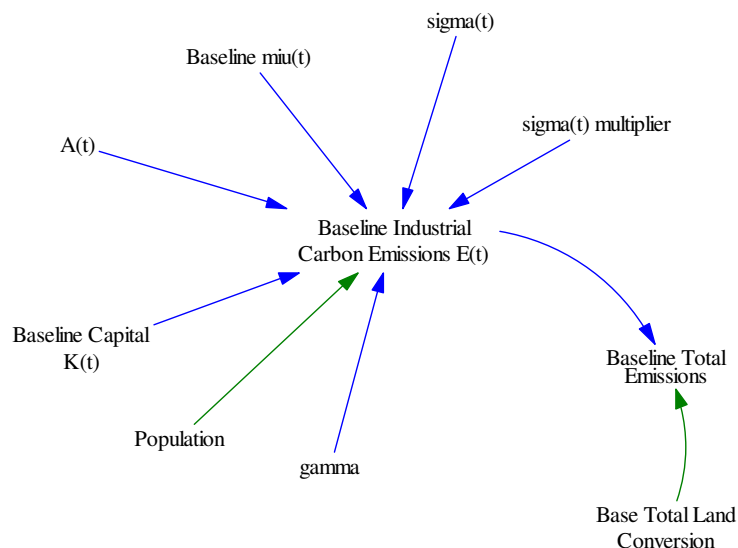 sigma(t)
Baseline miu(t)
sigma(t) multiplier
A(t)
Baseline Industrial
Carbon Emissions E(t)
Baseline Capital
K(t)
Baseline Total
Emissions
Population
gamma
Base Total Land
Conversion